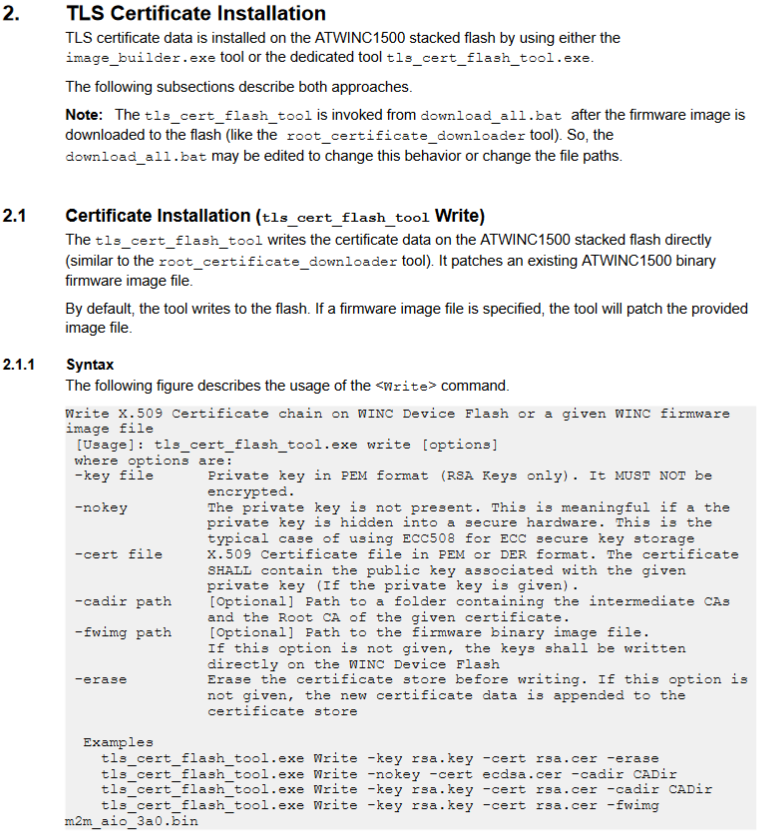 2. TLS Certificate Installation
TLS certificate data is installed on the ATWINC1500 stacked flash by using either the
image_builder.exe tool or the dedicated tool tls_cert_flash_tool.exe.
The following subsections describe both approaches.
Note: The tls_cert_flash_tool is invoked from download_all.bat after the firmware image is
downloaded to the flash (like the root_certificate_downloader tool). So, the
download_all.bat may be edited to change this behavior or change the file paths.
2.1 Certificate Installation (tls_cert_flash_tool Write)
The tls_cert_flash_tool writes the certificate data on the ATWINC1500 stacked flash directly
(similar to the root_certificate_downloader tool). It patches an existing ATWINC1500 binary
firmware image file.
By default, the tool writes to the flash. If a firmware image file is specified, the tool will patch the provided
image file.
2.1.1 Syntax
The following figure describes the usage of the <Write> command.
Write X.509 Certificate chain on WINC Device Flash or a given WINC firmware
image file
[Usage]: tls_cert_flash_tool.exe write [options]
where options are:
-key file Private key in PEM format (RSA Keys only). It MUST NOT be
encrypted.
-nokey The private key is not present. This is meaningful if a the
private key is hidden into a secure hardware. This is the
typical case of using ECC508 for ECC secure key storage
-cert file X.509 Certificate file in PEM or DER format. The certificate
SHALL contain the public key associated with the given
private key (If the private key is given).
-cadir path [Optional] Path to a folder containing the intermediate CAs
and the Root CA of the given certificate.
-fwimg path [Optional] Path to the firmware binary image file.
If this option is not given, the keys shall be written
directly on the WINC Device Flash
-erase Erase the certificate store before writing. If this option is
not given, the new certificate data is appended to the
certificate store
Examples
tls_cert_flash_tool.exe Write -key rsa.key -cert rsa.cer -erase
tls_cert_flash_tool.exe Write -nokey -cert ecdsa.cer -cadir CADir
tls_cert_flash_tool.exe Write -key rsa.key -cert rsa.cer -cadir CADir
tls_cert_flash_tool.exe Write -key rsa.key -cert rsa.cer -fwimg
m2m_aio_3a0.bin